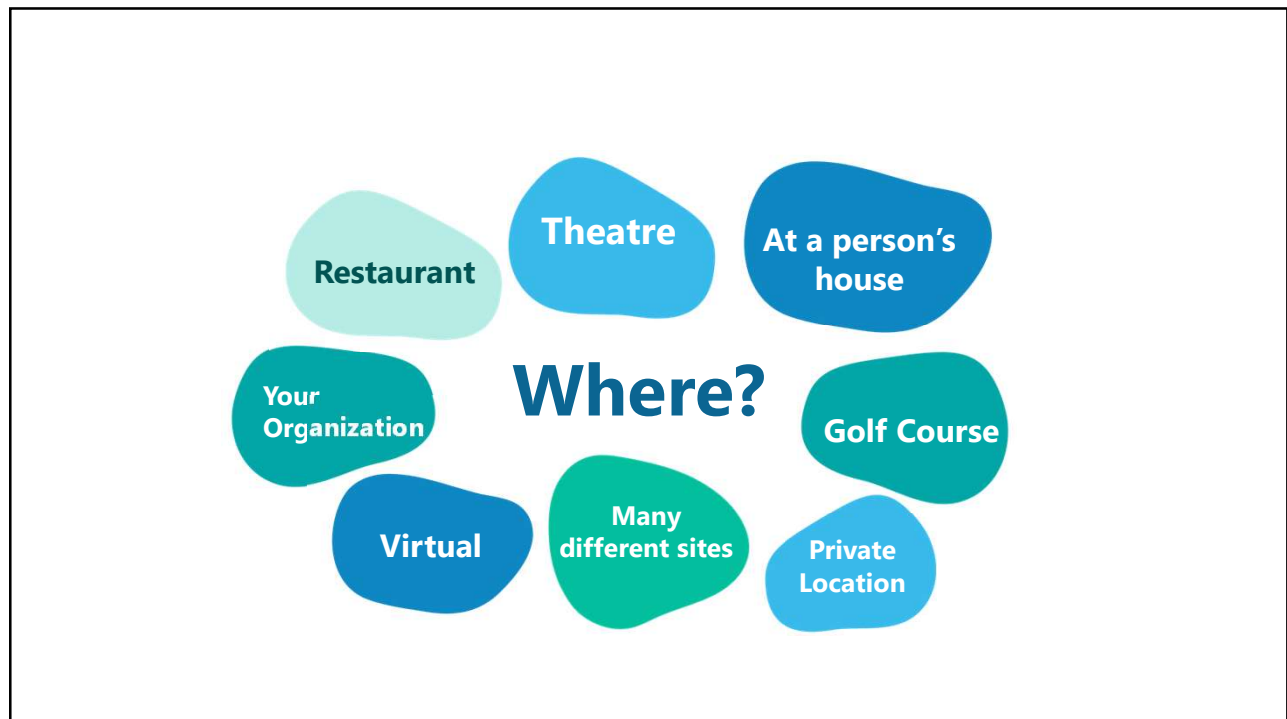 Restaurant
Theatre
At a person’s
house
Your
Organization
Where?
Golf Course
Virtual
Many
different sites
Private
Location